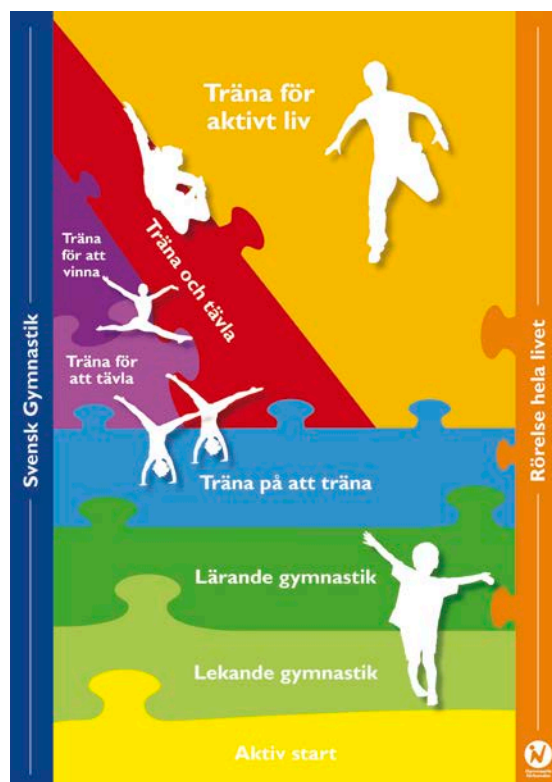 Träna för
aktivt liv
Träna och tävla
Träna
för att
vinna
Träna för
att tävla
Träna på att träna
Lärande gymnastik
Lekande gymnastik
Aktiv start
Svensk Gymnastik
Rörelse hela livet